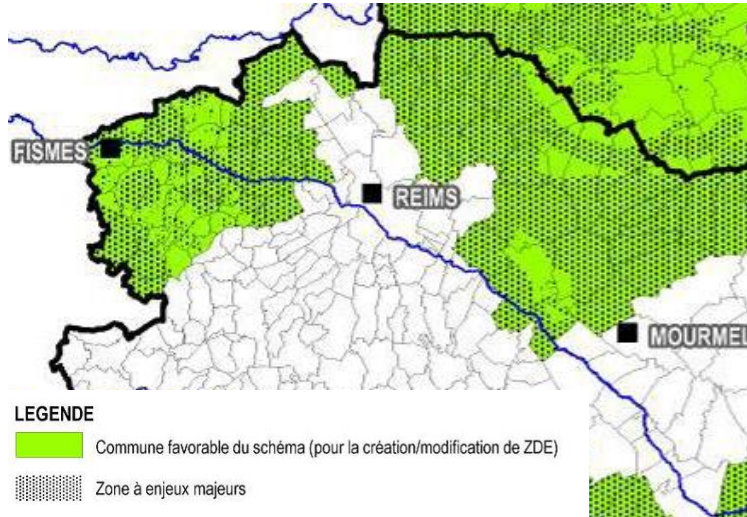 FISMES
REIMS
MOURMEL
LEGENDE
Commune favorable du schéma (pour la création/modification de ZDE)
Zone à enjeux majeurs